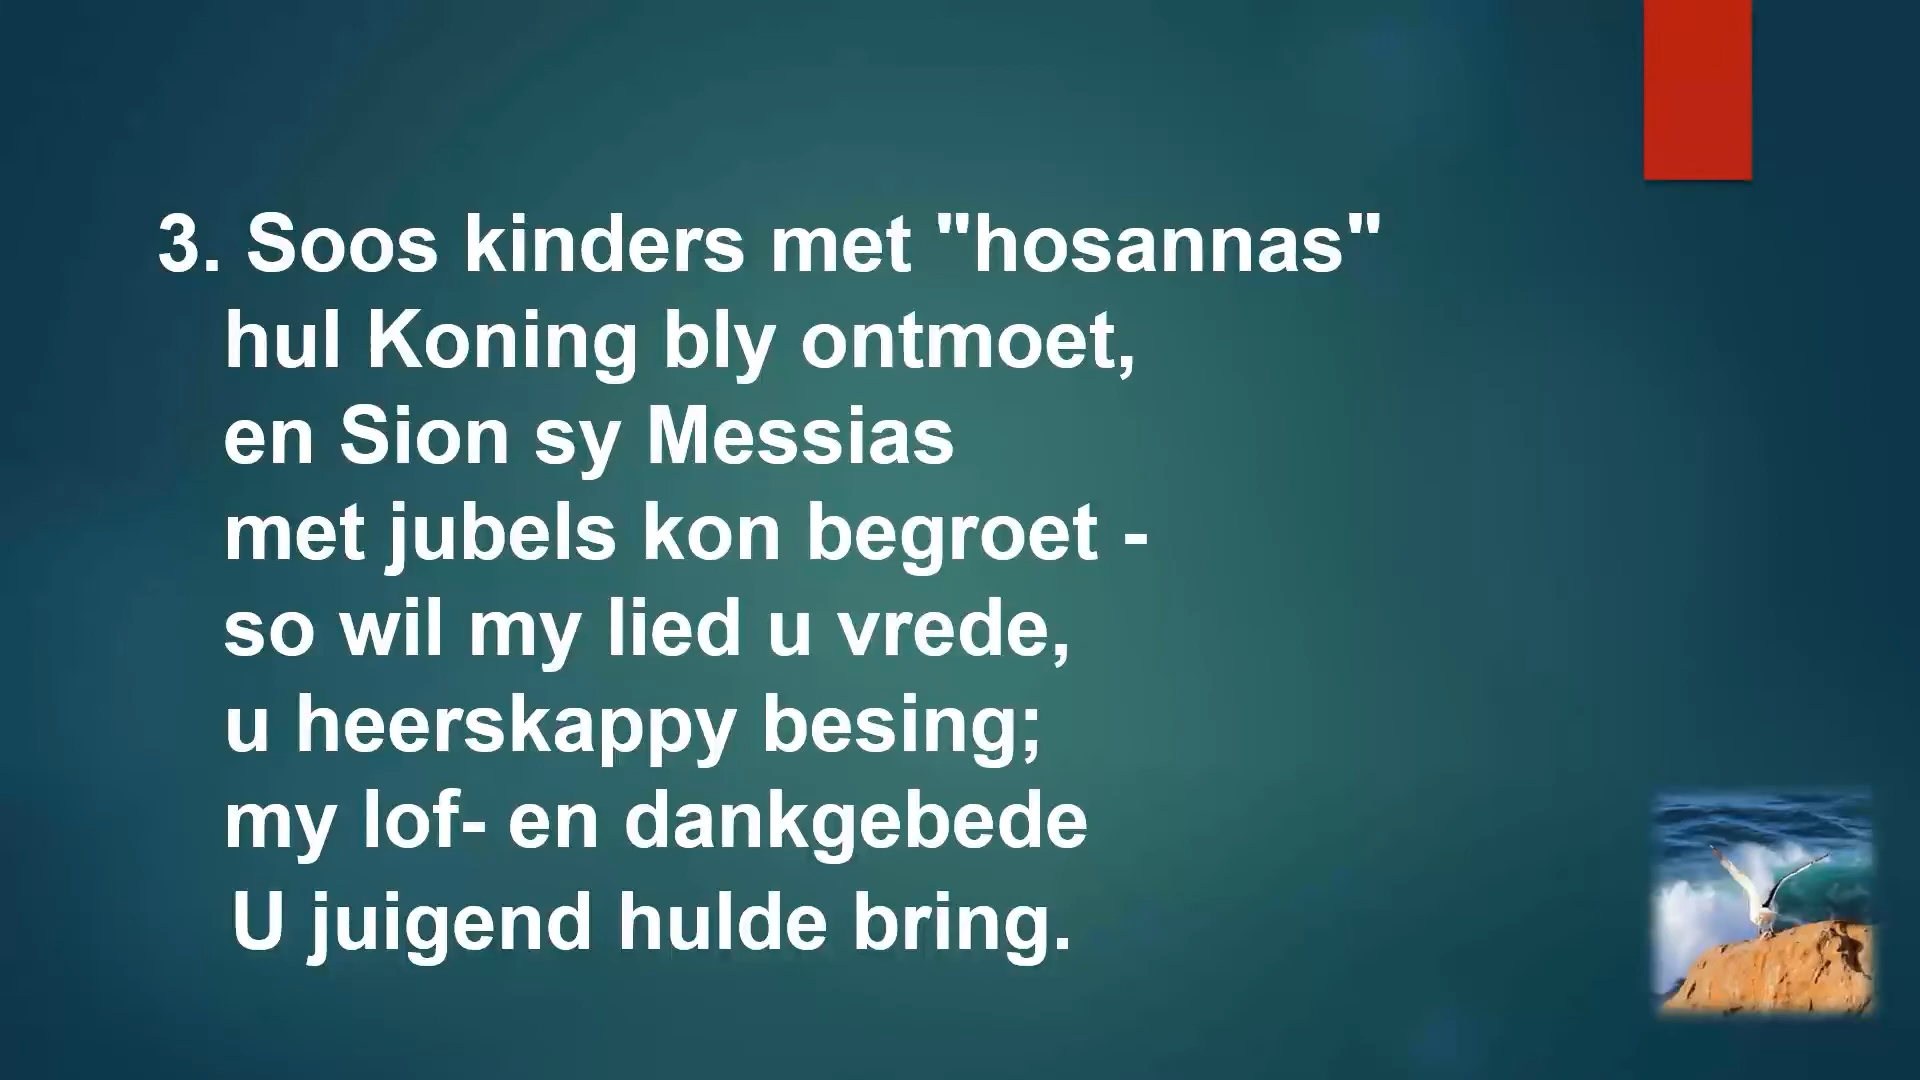 3. Soos kinders met "hosannas"
hul Koning bly ontmoet,
en Sion sy Messias
met jubels kon begroet -
so wil my lied u vrede,
u heerskappy besing;
my lof- en dankgebede
U juigend hulde bring.